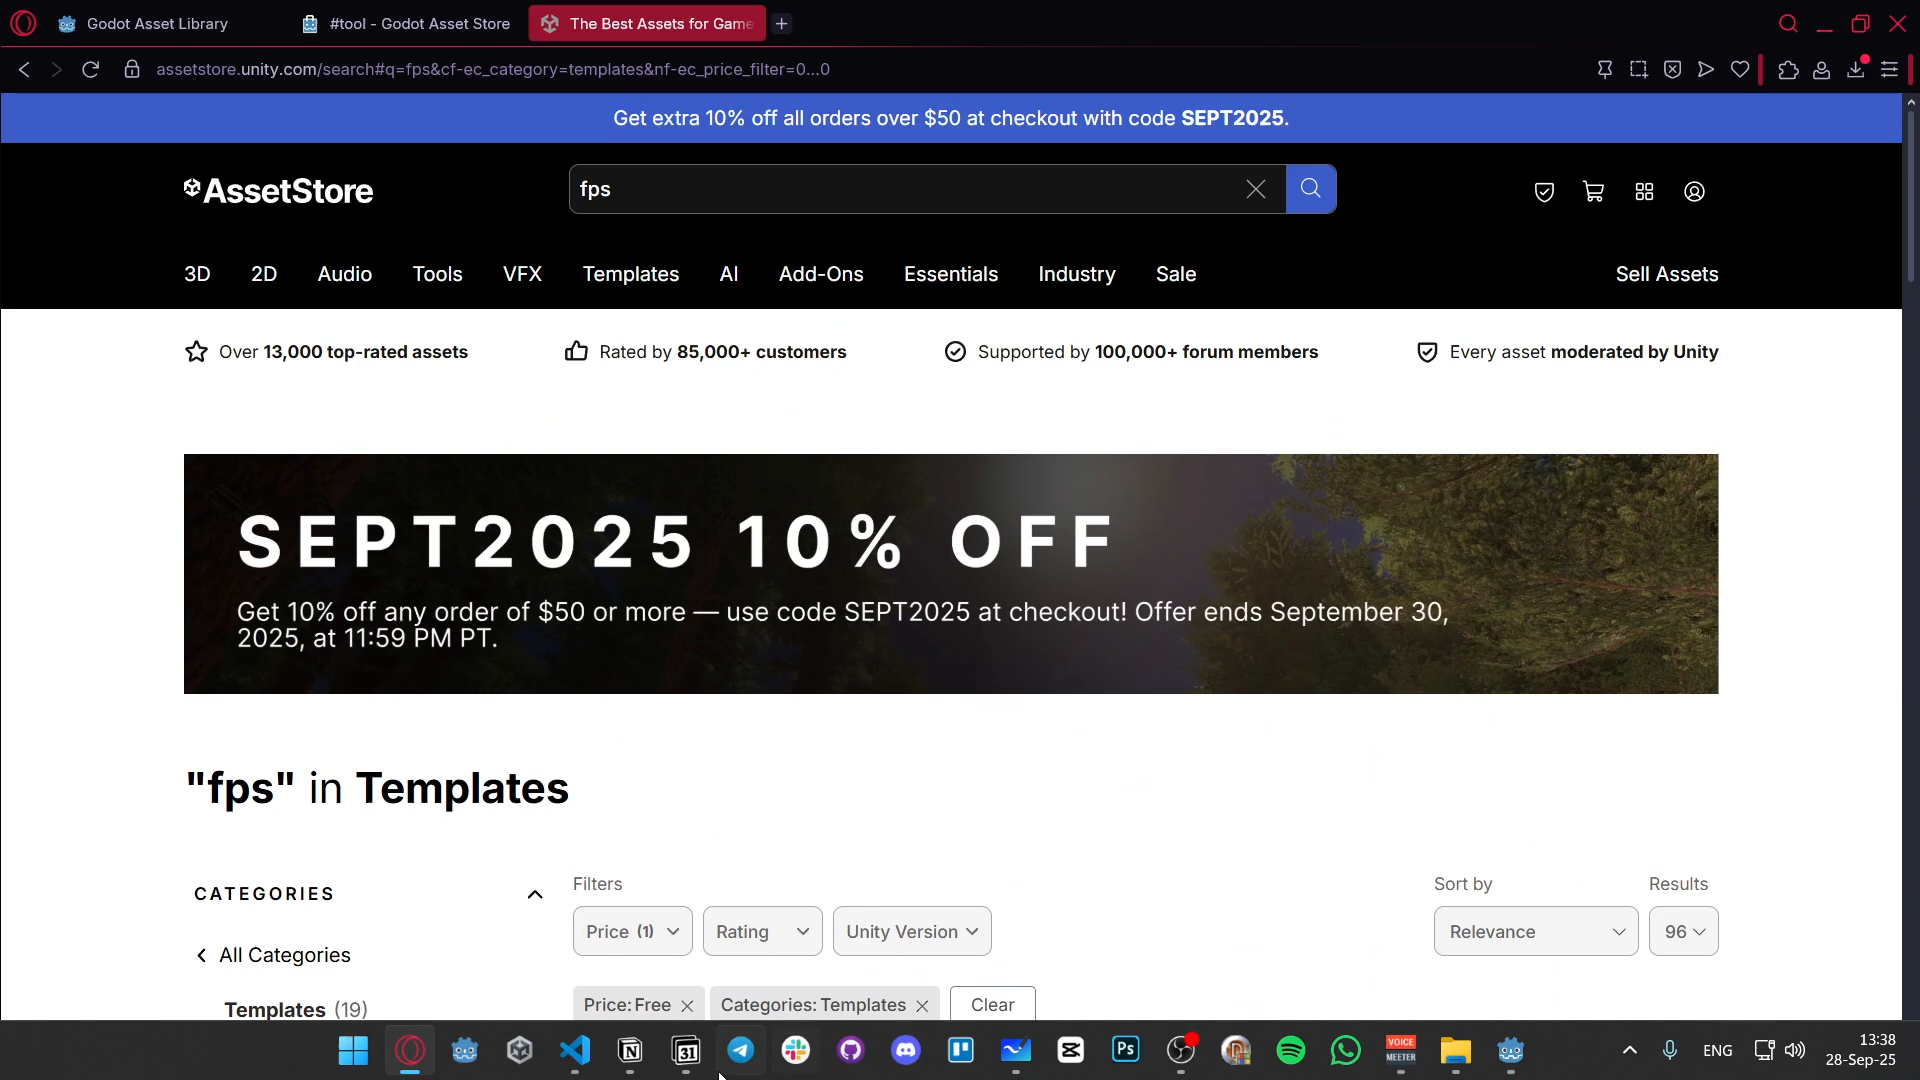 Godot Asset Library
#tool - Godot Asset Store
The Best Assets for Game
assetstore.unity.com/search#q=fps&cf-ec_category=templates&nf-ec_price_filter=0...0
Get extra 10% off all orders over $50 at checkout with code SEPT2025.
AssetStore
fps
3D
2D
Audio
Tools
VFX
Templates
AI
Add-Ons
Essentials
Industry
Sale
Sell Assets
Over 13,000 top-rated assets
Rated by 85,000+ customers
Supported by 100,000+ forum members
Every asset moderated by Unity
SEPT2025 10% OFF
Get 10% off any order of $50 or more — use code SEPT2025 at checkout! Offer ends September 30,
2025, at 11:59 PM PT.
"fps" in Templates
CATEGORIES
Filters
Sort by
Results
Price (1)
Rating
Unity Version
Relevance
96
All Categories
Templates (19)
Price: Free
Categories: Templates
Clear
31
Ps
VOICE
MEETER
ENG
13:38
28-Sep-25